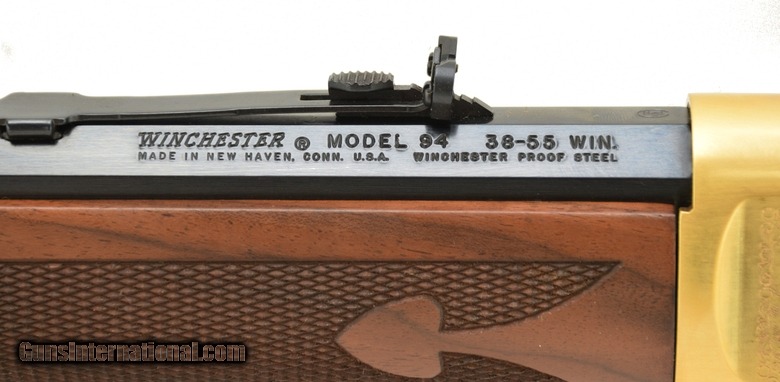 WINCHESTER ® MODEL 94 38-55 WIN.
MADE IN NEW HAVEN, CONN. U.S.A. WINCHESTER PROOF STEEL
GunsInternational.com